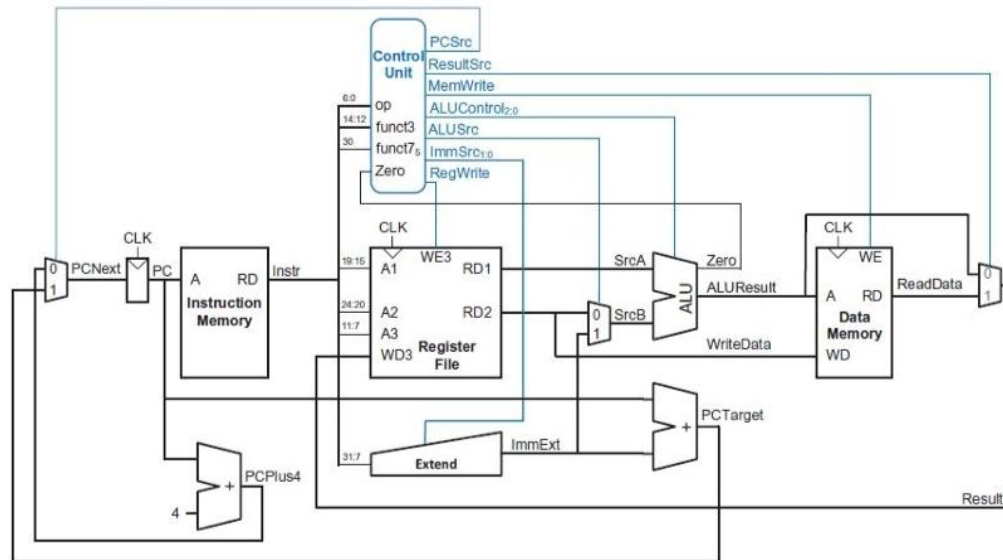 PCSrc
Control
Unit
ResultSrc
MemWrite
6:0
op
ALUControl2:0
14:12
funct3
ALUSrc
30
funct75
ImmSrc1:0
Zero
RegWrite
CLK
CLK
CLK
0
1
PCNext
PC
A
RD
Instruction
Memory
Instr
19:15
A1
WE3
RD1
24:20
A2
RD2
11:7
A3
WD3
Register
File
SrcA
0
1
SrcB
ALU
Zero
ALUResult
WE
A
RD
Data
Memory
WD
ReadData
0
1
WriteData
PCTarget
+
31:7
Extend
ImmExt
PCPlus4
+
4
Result